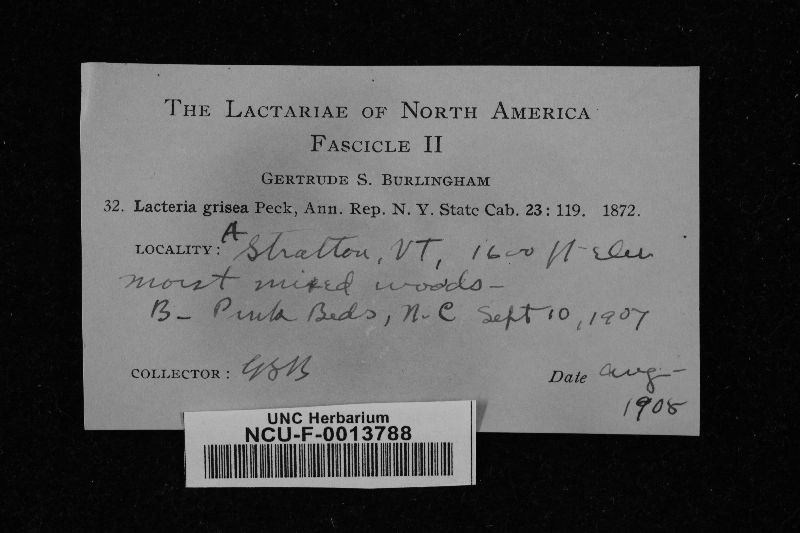 THE LACTARIAE OF NORTH AMERICA
FASCICLE II
GERTRUDE S. BURLINGHAM
32. Lacteria grisea Peck, Ann. Rep. N. Y. State Cab. 23: 119. 1872.
LOCALITY: A Stratton, VT, 1600 ft elev
moist mixed woods-
B- Pink Beds, N.C Sept 10, 1907
COLLECTOR: GSB
Date Aug-
1908
UNC Herbarium
NCU-F-0013788